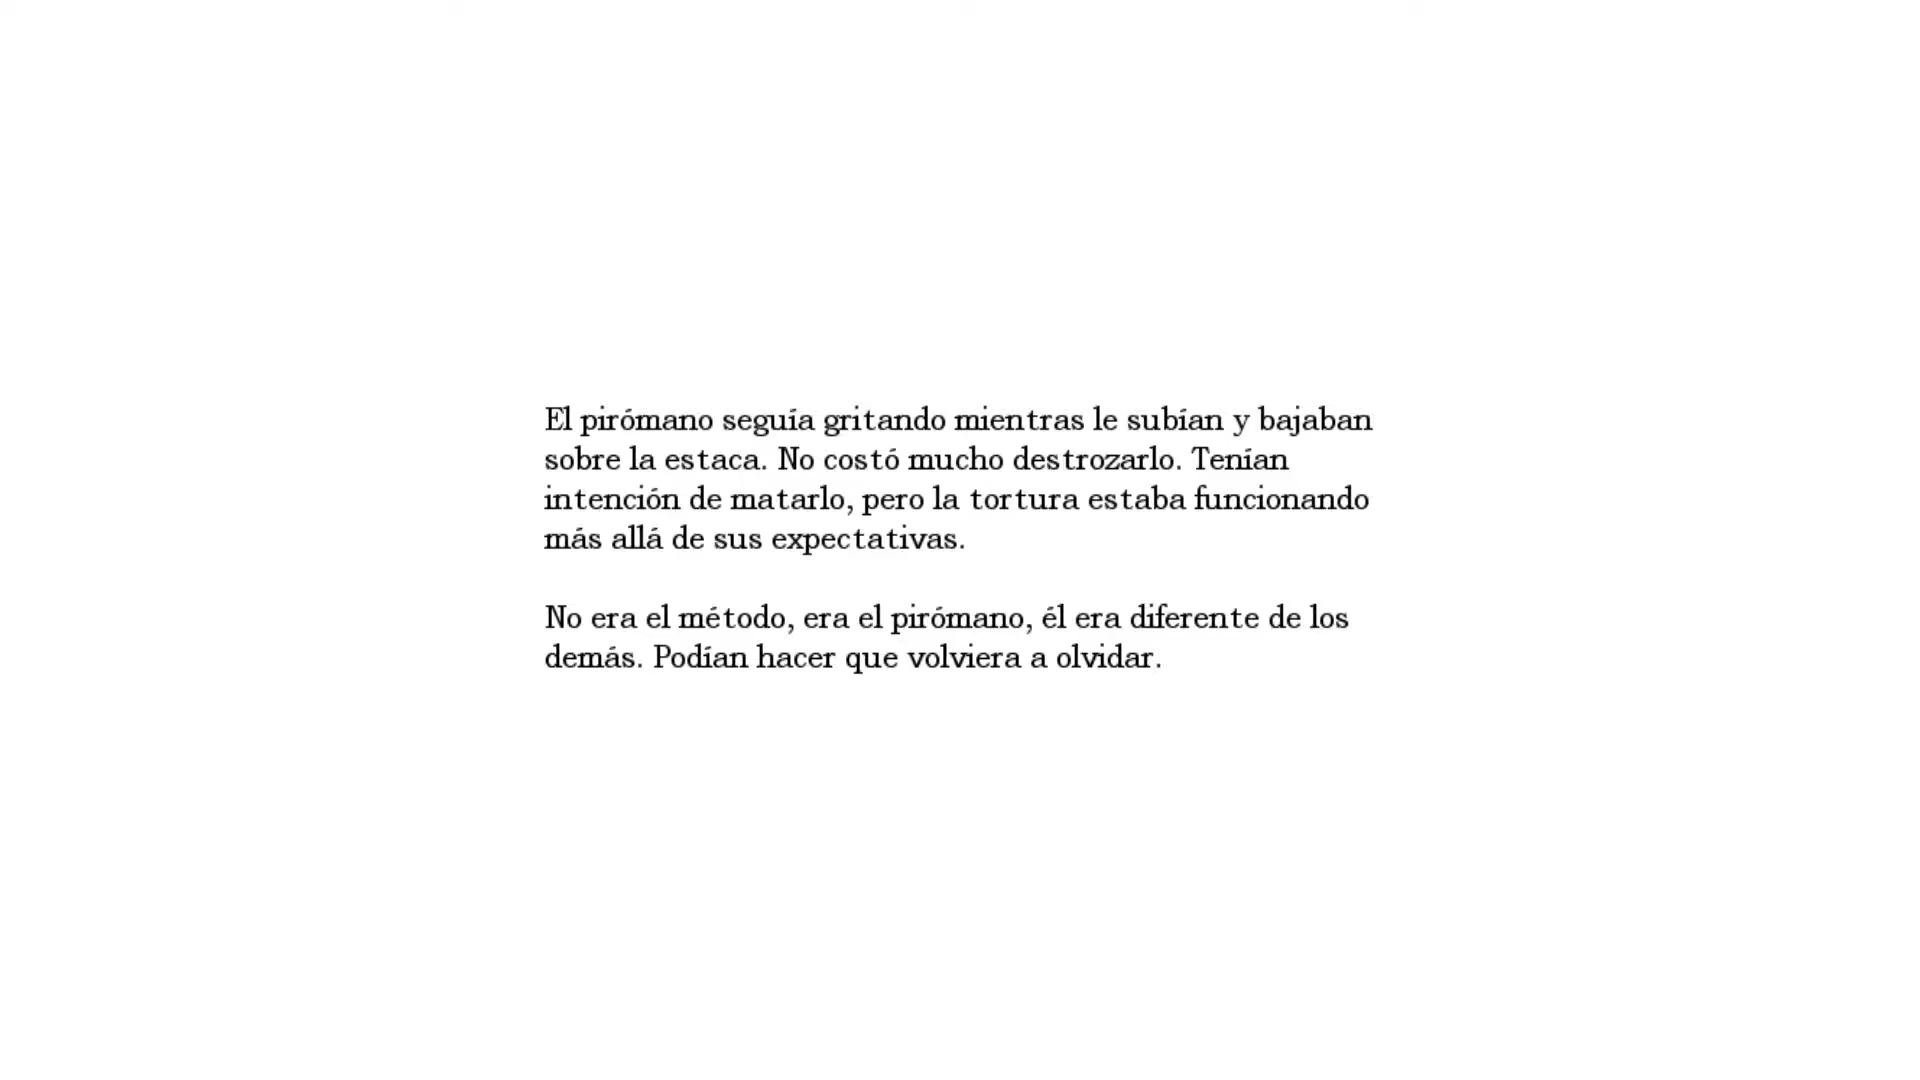 El pirómano seguía gritando mientras le subían y bajaban
sobre la estaca. No costó mucho destrozarlo. Tenían
intención de matarlo, pero la tortura estaba funcionando
más allá de sus expectativas.
No era el método, era el pirómano, él era diferente de los
demás. Podían hacer que volviera a olvidar.